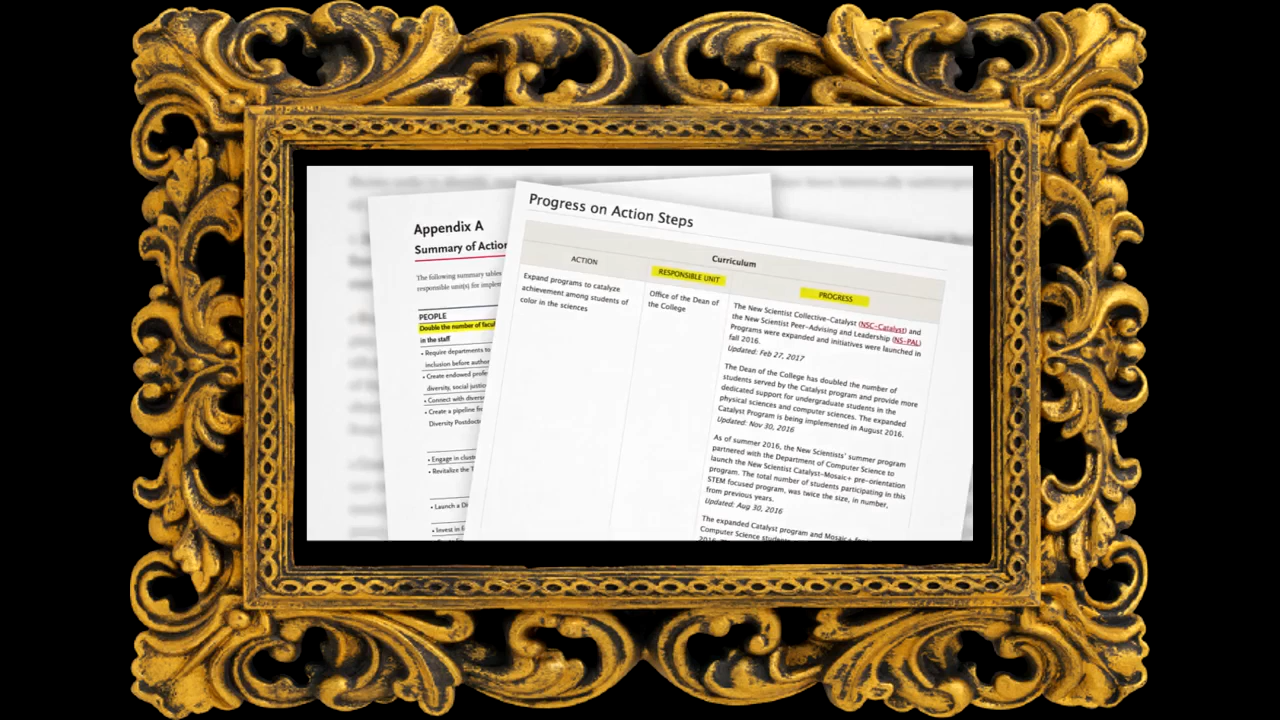 Appendix A
Summary of Action
The following summary tables
responsible unit(s) for implem
PEOPLE
Double the number of facul
in the staff
• Require departments to
inclusion before author
• Create endowed profe
diversity, social justice
• Connect with diverse
• Create a pipeline for
Diversity Postdocto
• Engage in cluste
• Revitalize the T
• Launch a Di
• Invest in E
Progress on Action Steps
Curriculum
ACTION
RESPONSIBLE UNIT
PROGRESS
Expand programs to catalyze
achievement among students of
color in the sciences
Office of the Dean of
the College
The New Scientist Collective-Catalyst (NSC-Catalyst) and
the New Scientist Peer-Advising and Leadership (NS-PAL)
Programs were expanded and initiatives were launched in
fall 2016.
Updated: Feb 27, 2017
The Dean of the College has doubled the number of
students served by the Catalyst program and provide more
dedicated support for undergraduate students in the
physical sciences and computer sciences. The expanded
Catalyst Program is being implemented in August 2016.
Updated: Nov 30, 2016
As of summer 2016, the New Scientists' summer program
partnered with the Department of Computer Science to
launch the New Scientist Catalyst-Mosaic+ pre-orientation
program. The total number of students participating in this
STEM focused program, was twice the size, in number,
from previous years.
Updated: Aug 30, 2016
The expanded Catalyst program and Mosaic+ for
Computer Science students